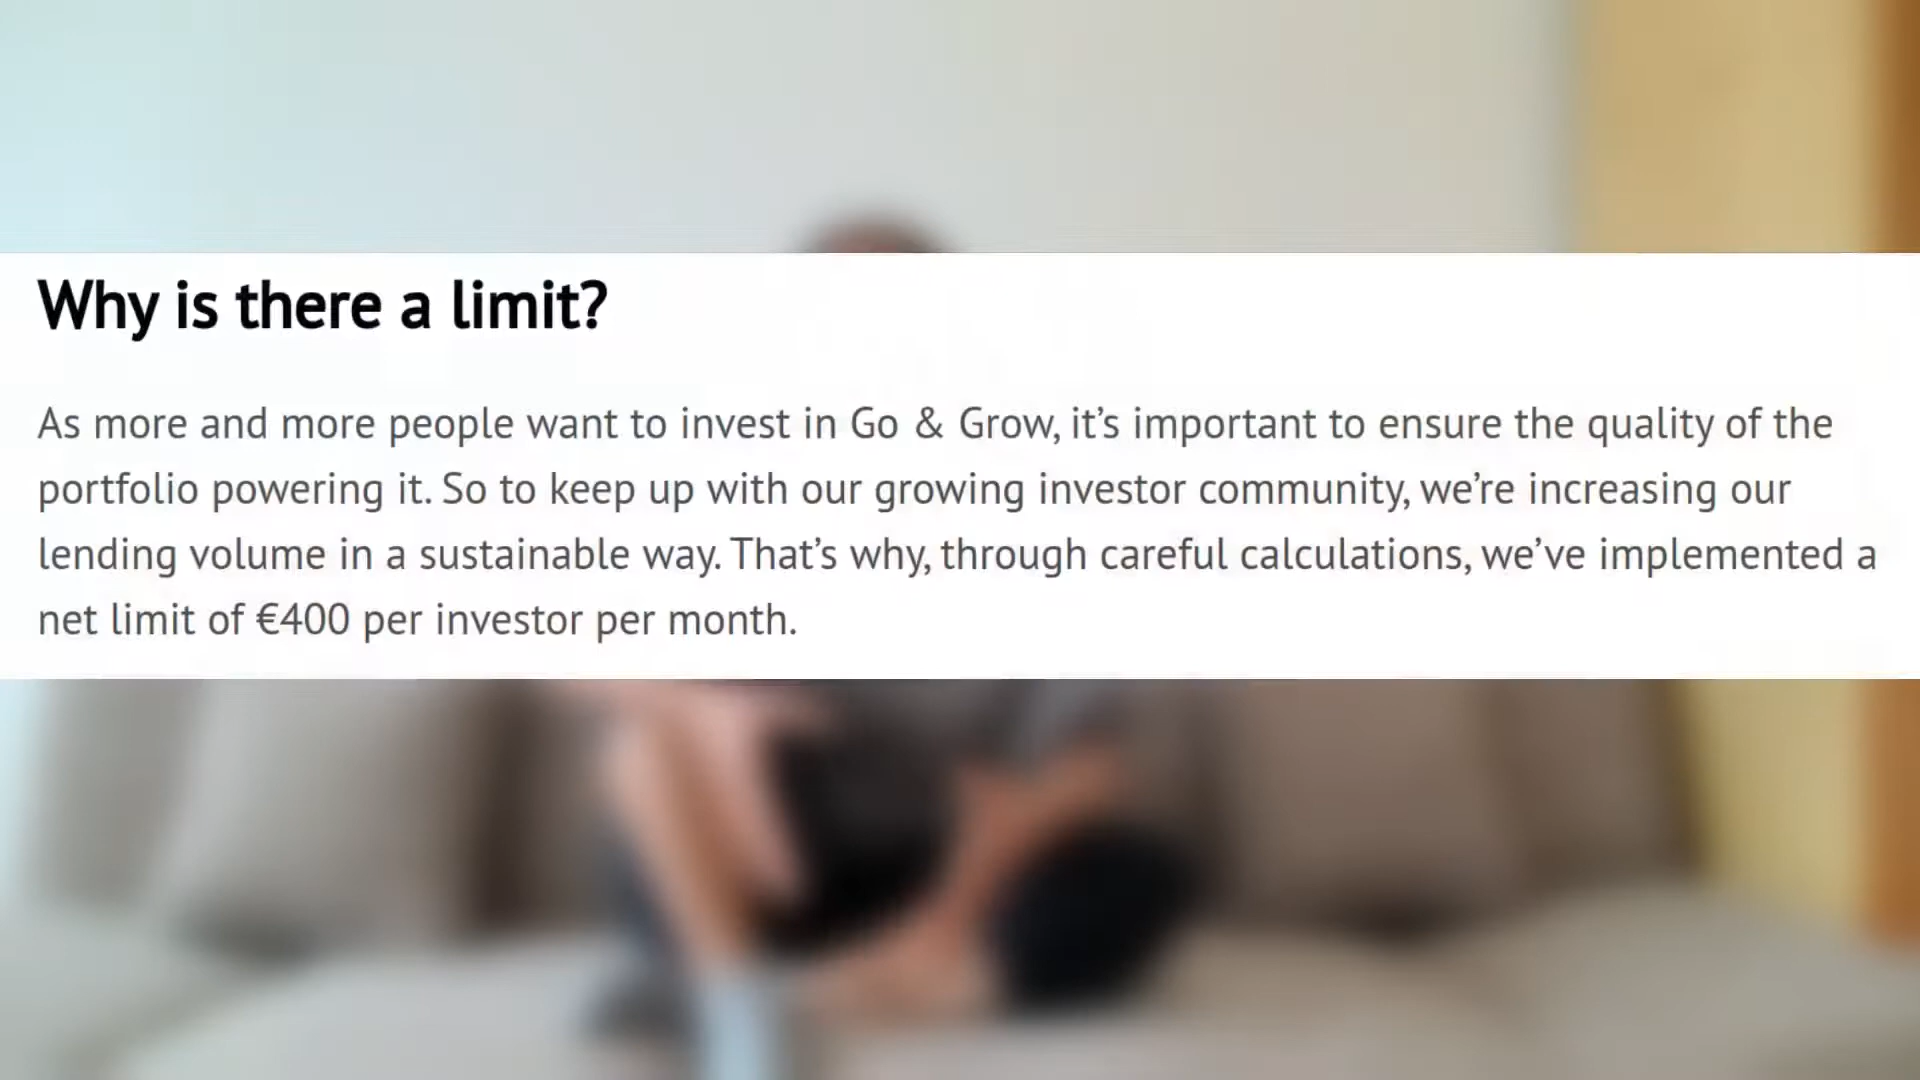 Why is there a limit?
As more and more people want to invest in Go & Grow, it’s important to ensure the quality of the
portfolio powering it. So to keep up with our growing investor community, we’re increasing our
lending volume in a sustainable way. That’s why, through careful calculations, we’ve implemented a
net limit of €400 per investor per month.